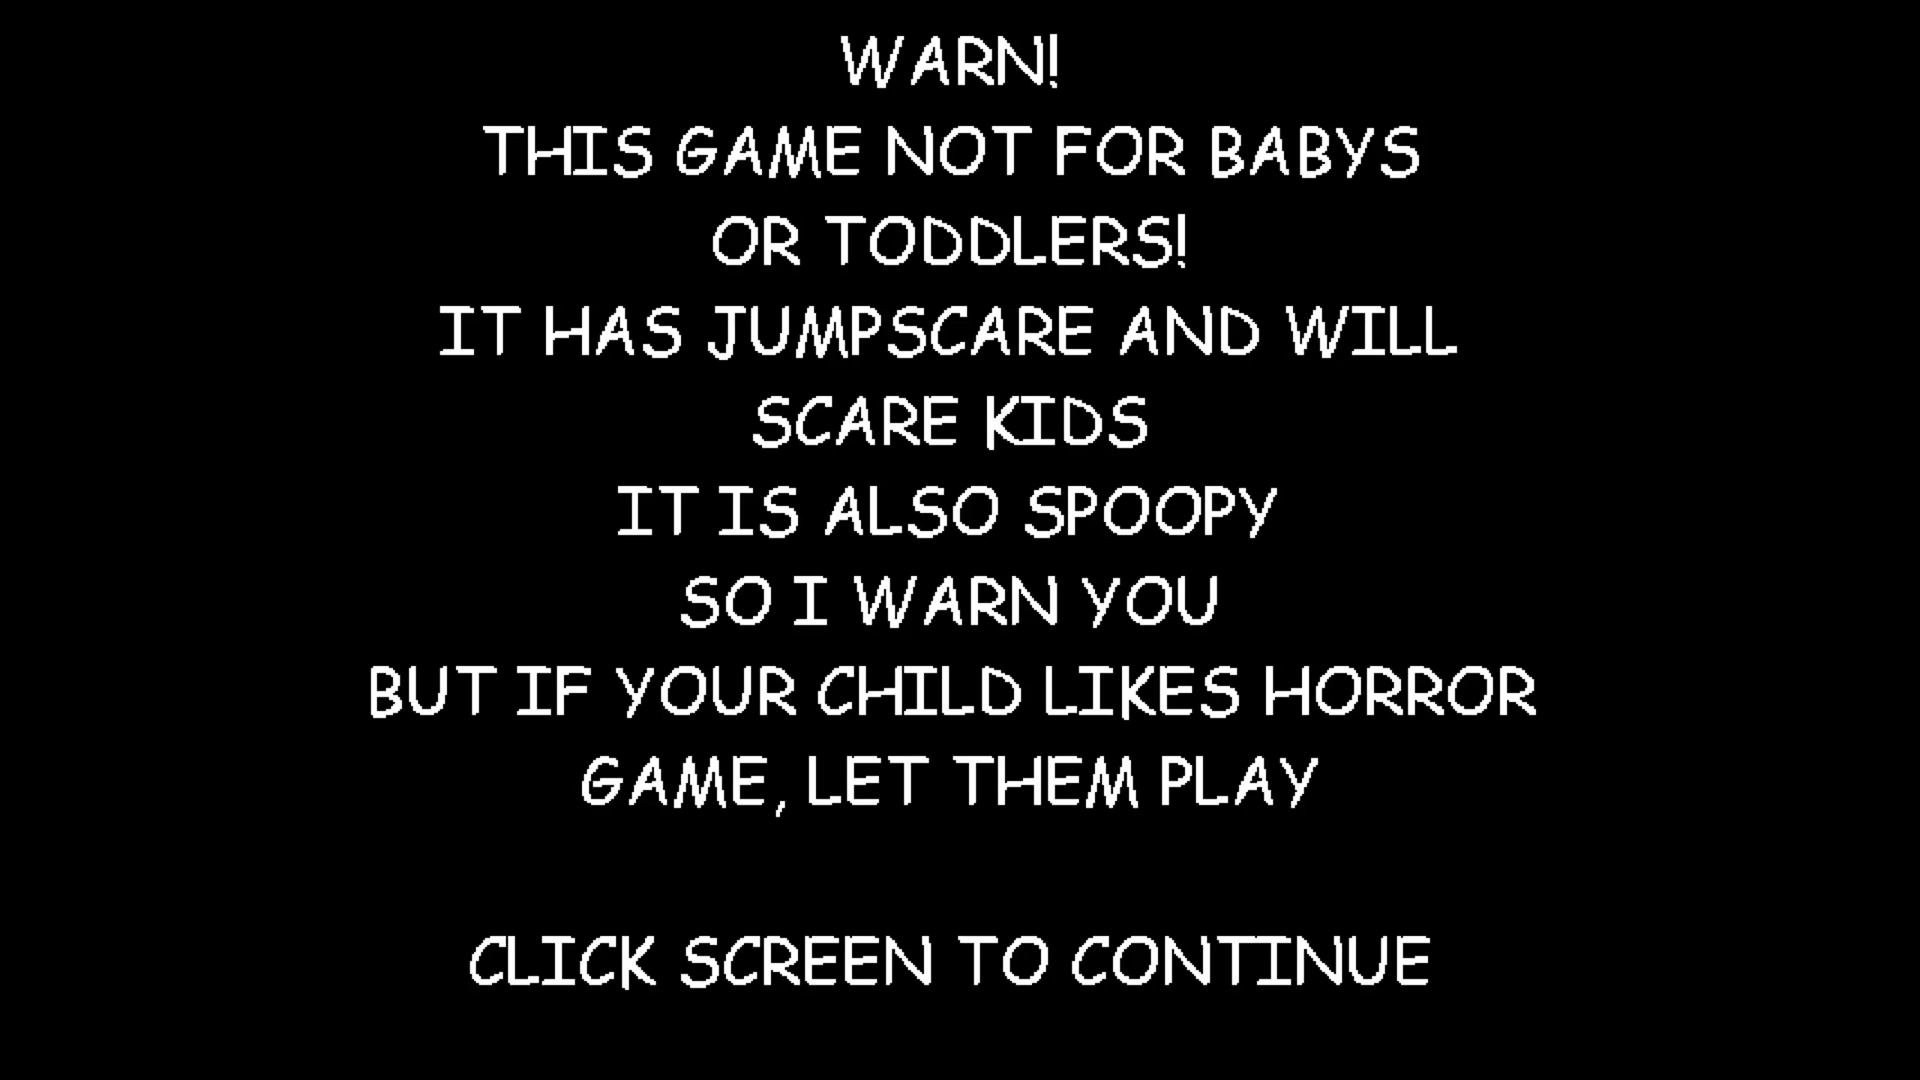 WARN!
THIS GAME NOT FOR BABYS
OR TODDLERS!
IT HAS JUMPSCARE AND WILL
SCARE KIDS
IT IS ALSO SPOOPY
SO I WARN YOU
BUT IF YOUR CHILD LIKES HORROR
GAME, LET THEM PLAY
CLICK SCREEN TO CONTINUE